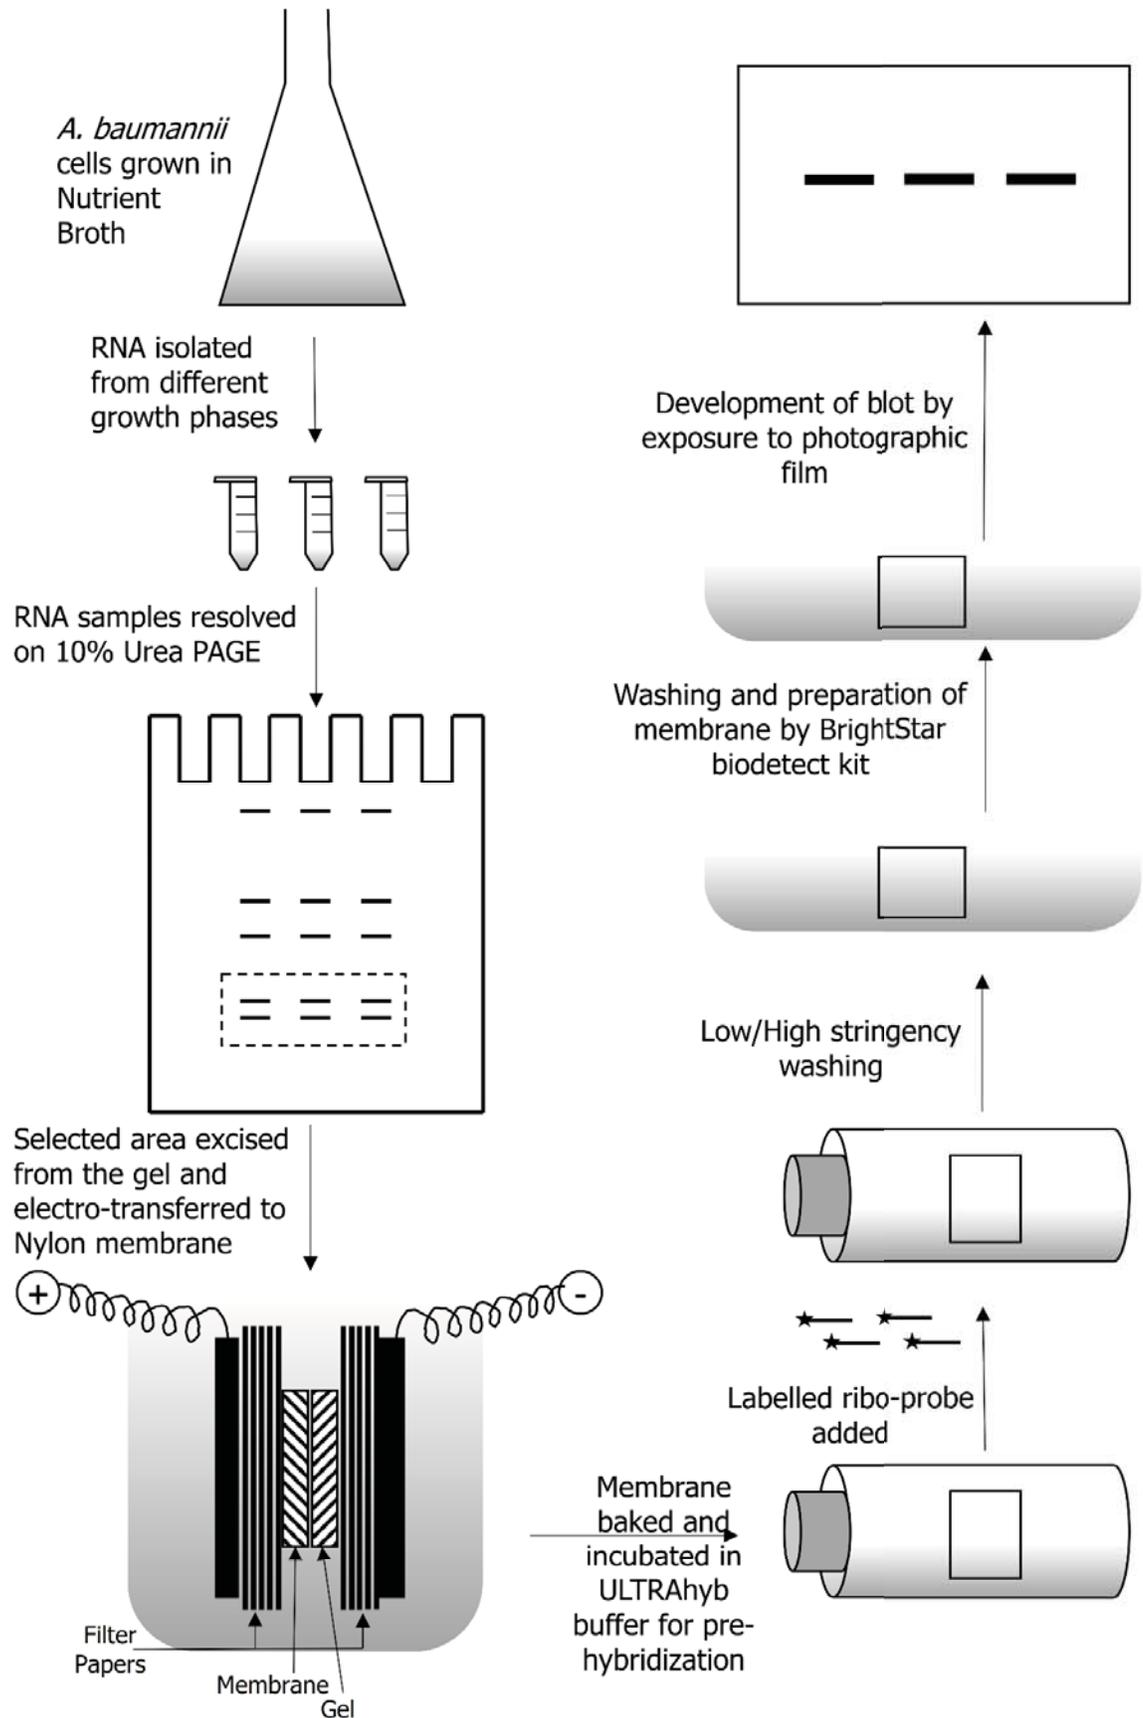 A. baumannii
cells grown in
Nutrient
Broth
RNA isolated
from different
growth phases
RNA samples resolved
on 10% Urea PAGE
Selected area excised
from the gel and
electro-transferred to
Nylon membrane
+
-
Filter
Papers
Membrane
Gel
Membrane
baked and
incubated in
ULTRAhyb
buffer for pre-
hybridization
Labelled ribo-probe
added
Low/High stringency
washing
Washing and preparation of
membrane by BrightStar
biodetect kit
Development of blot by
exposure to photographic
film